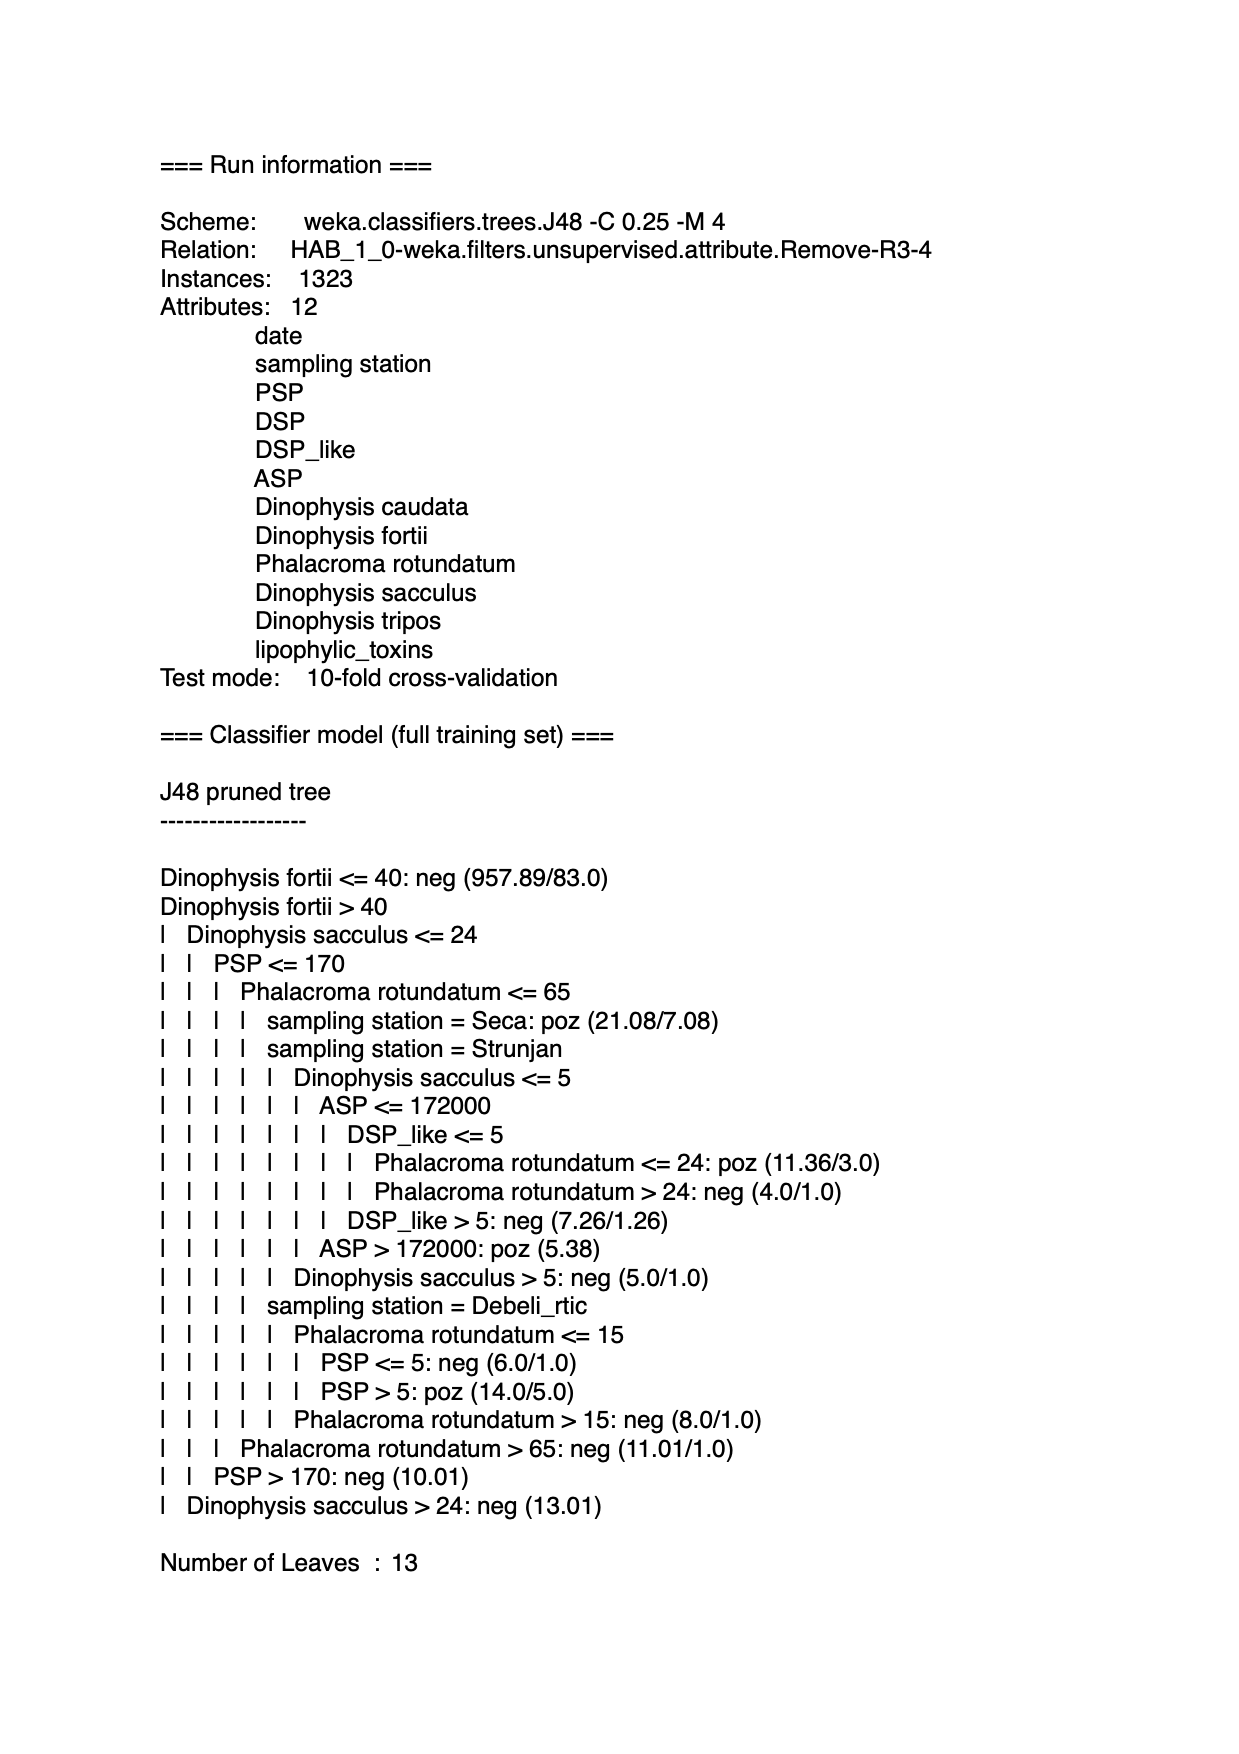 === Run information ===
Scheme: weka.classifiers.trees.J48 -C 0.25 -M 4
Relation: HAB_1_0-weka.filters.unsupervised.attribute.Remove-R3-4
Instances: 1323
Attributes: 12
date
sampling station
PSP
DSP
DSP_like
ASP
Dinophysis caudata
Dinophysis fortii
Phalacroma rotundatum
Dinophysis sacculus
Dinophysis tripos
lipophylic_toxins
Test mode: 10-fold cross-validation
=== Classifier model (full training set) ===
J48 pruned tree
------------------
Dinophysis fortii <= 40: neg (957.89/83.0)
Dinophysis fortii > 40
| Dinophysis sacculus <= 24
| | PSP <= 170
| | | Phalacroma rotundatum <= 65
| | | | sampling station = Seca: poz (21.08/7.08)
| | | | sampling station = Strunjan
| | | | | Dinophysis sacculus <= 5
| | | | | | ASP <= 172000
| | | | | | | DSP_like <= 5
| | | | | | | | Phalacroma rotundatum <= 24: poz (11.36/3.0)
| | | | | | | | Phalacroma rotundatum > 24: neg (4.0/1.0)
| | | | | | | DSP_like > 5: neg (7.26/1.26)
| | | | | | ASP > 172000: poz (5.38)
| | | | | Dinophysis sacculus > 5: neg (5.0/1.0)
| | | | sampling station = Debeli_rtic
| | | | | Phalacroma rotundatum <= 15
| | | | | | PSP <= 5: neg (6.0/1.0)
| | | | | | PSP > 5: poz (14.0/5.0)
| | | | | Phalacroma rotundatum > 15: neg (8.0/1.0)
| | | Phalacroma rotundatum > 65: neg (11.01/1.0)
| | PSP > 170: neg (10.01)
| Dinophysis sacculus > 24: neg (13.01)
Number of Leaves : 13